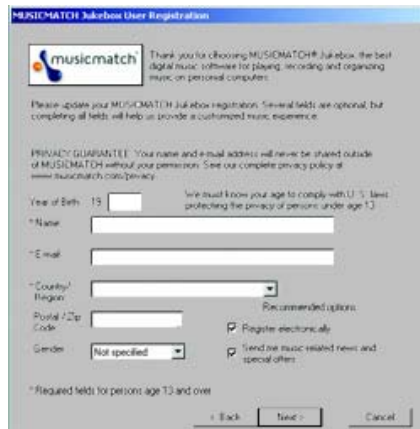 MUSICMATCH Jukebox User Registration
musicmatch®
Thank you for choosing MUSICMATCH® Jukebox, the best
digital music software for playing, recording and organizing
music on personal computers.
Please update your MUSICMATCH Jukebox registration. Several fields are optional, but
completing all fields will help us provide a customized music experience.
PRIVACY GUARANTEE: Your name and e-mail address will never be shared outside
of MUSICMATCH without your permission. See our complete privacy policy at
www.musicmatch.com/privacy.
Year of Birth 19
We must know your age to comply with U.S. laws
protecting the privacy of persons under age 13
* Name
* E-mail
* Country/
Region:
Recommended options
Postal / Zip
Code
Register electronically
Gender
Not specified
Send me music related news and
special offers
* Required fields for persons age 13 and over
< Back
Next >
Cancel